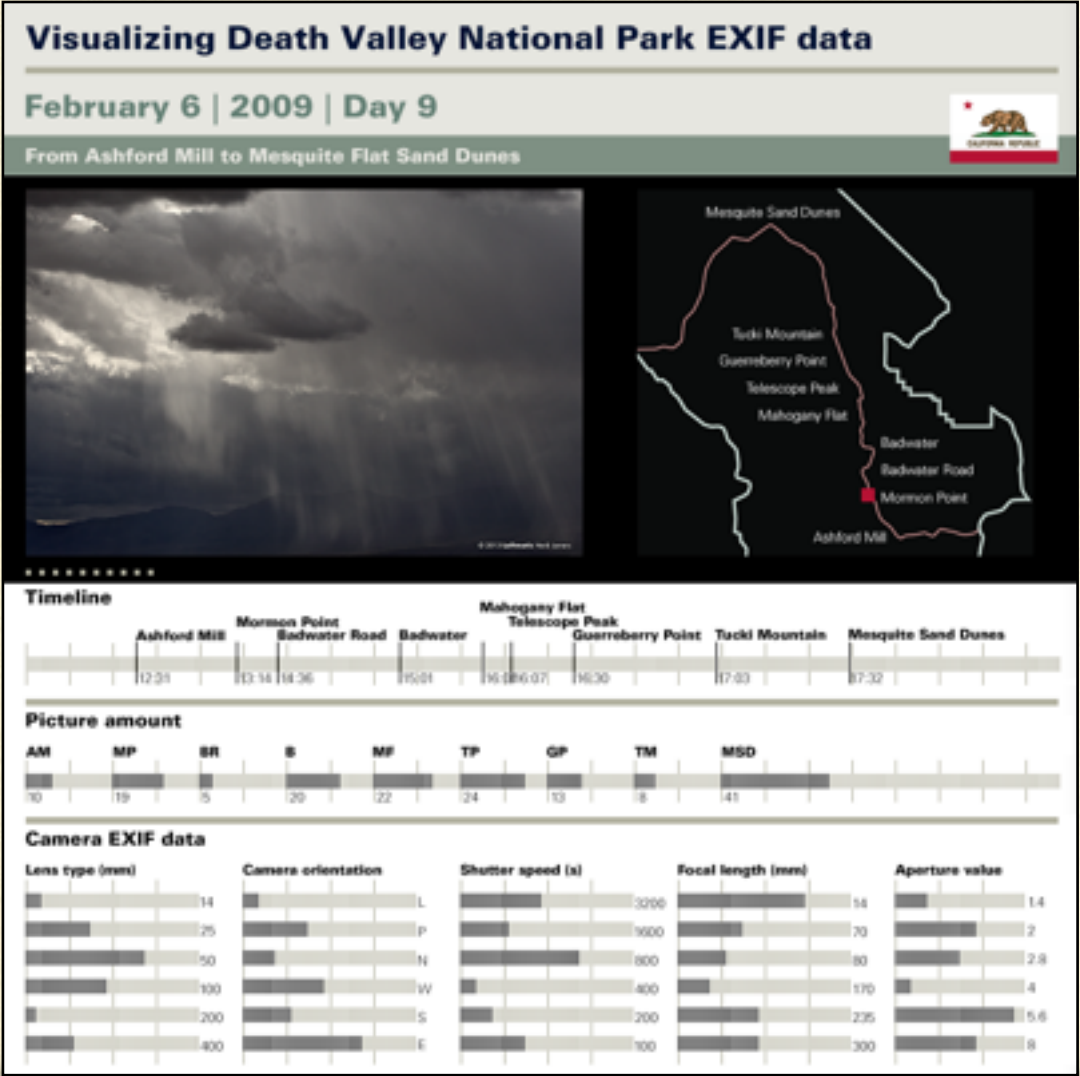 Visualizing Death Valley National Park EXIF data
February 6 | 2009 | Day 9
CALIFORNIA REPUBLIC
From Ashford Mill to Mesquite Flat Sand Dunes
Mesquite Sand Dunes
Tucki Mountain
Guerreberry Point
Telescope Peak
Mahogany Flat
Badwater
Badwater Road
Mormon Point
Ashford Mill
Timeline
Mahogany Flat
Mormon Point Telescope Peak
Ashford Mill Badwater Road Badwater Guerreberry Point Tucki Mountain Mesquite Sand Dunes
12:31 13:14 14:36 15:01 16:07 16:30 17:03 17:32
Picture amount
AM MP BR B MF TP GP TM MSD
10 19 5 20 22 24 13 8 41
Camera EXIF data
Lens type (mm) Camera orientation Shutter speed (s) Focal length (mm) Aperture value
14 L 3200 14 1.4
25 P 1600 70 2
50 N 800 80 2.8
100 W 400 170 4
200 S 200 235 5.6
400 E 100 300 8